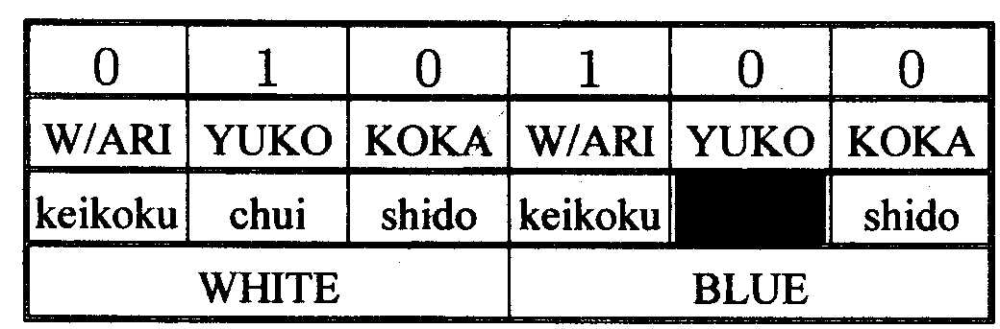 0 1 0 1 0 0
W/ARI YUKO KOKA W/ARI YUKO KOKA
keikoku chui shido keikoku shido
WHITE BLUE